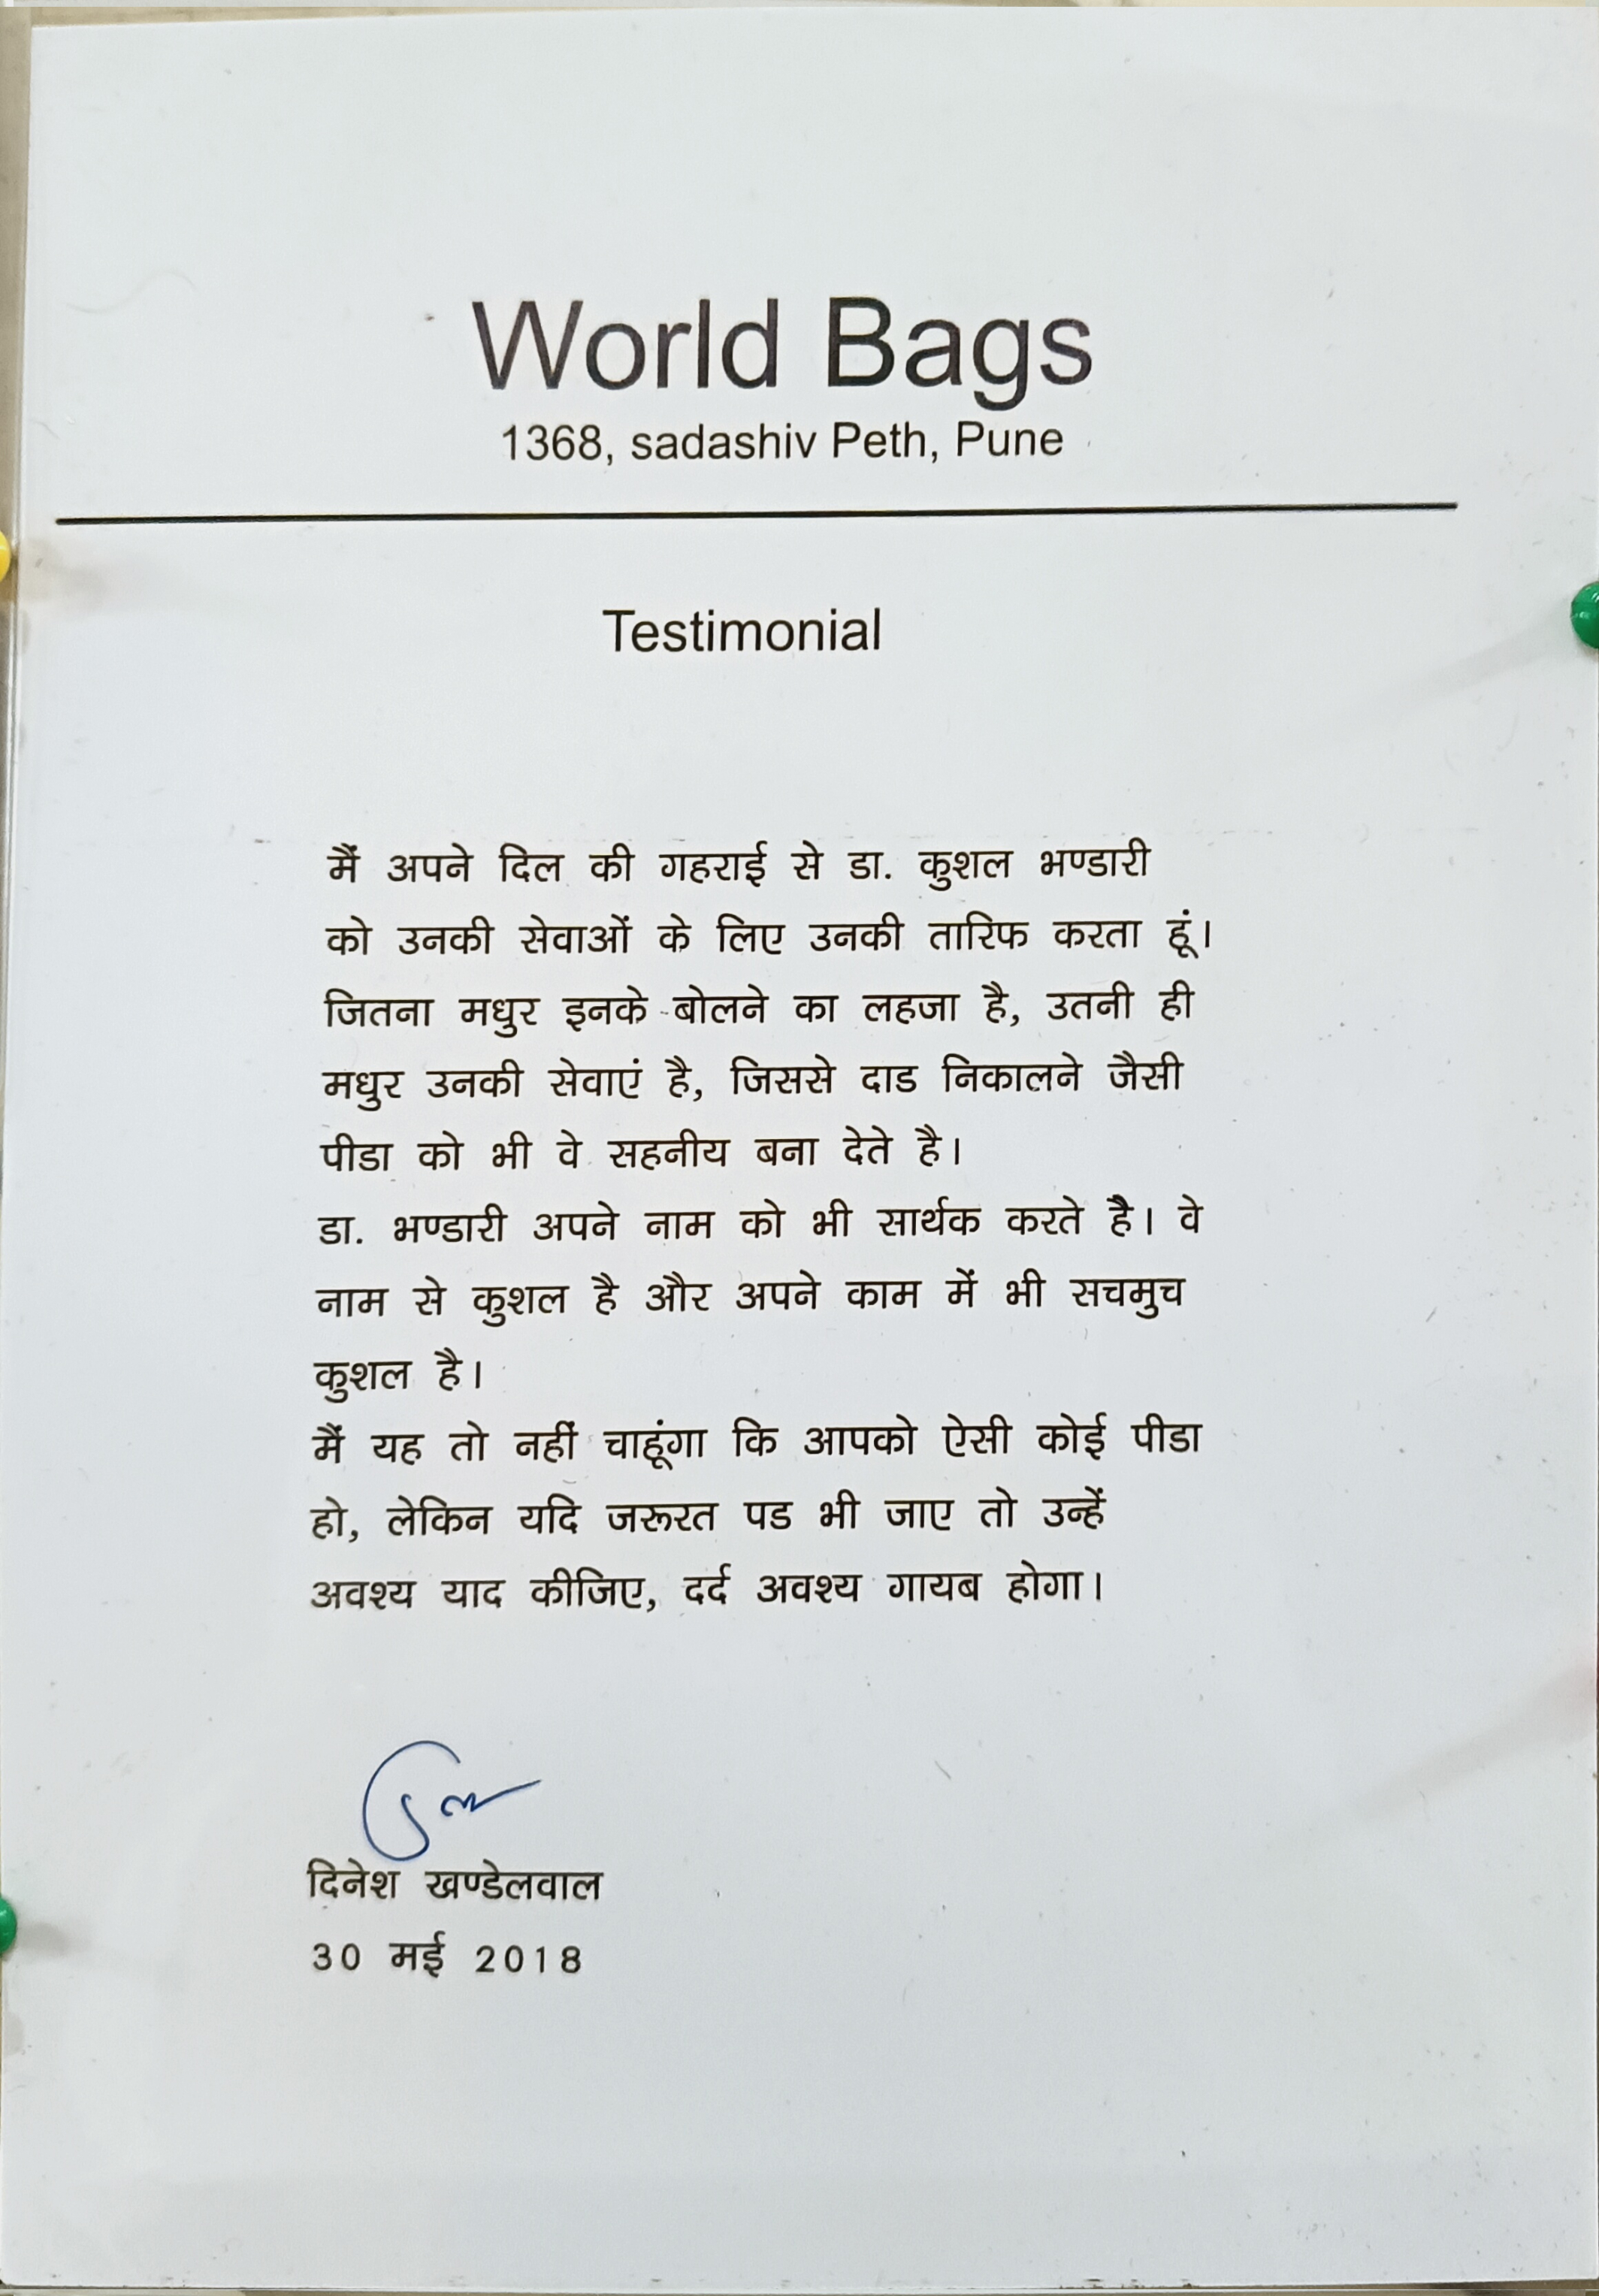 World Bags
1368, sadashiv Peth, Pune
Testimonial
मैं अपने दिल की गहराई से डा. कुशल भण्डारी
को उनकी सेवाओं के लिए उनकी तारिफ करता हूं।
जितना मधुर इनके बोलने का लहजा है, उतनी ही
मधुर उनकी सेवाएं है, जिससे दाड निकालने जैसी
पीडा को भी वे सहनीय बना देते है।
डा. भण्डारी अपने नाम को भी सार्थक करते है। वे
नाम से कुशल है और अपने काम में भी सचमुच
कुशल है।
मैं यह तो नहीं चाहूंगा कि आपको ऐसी कोई पीडा
हो, लेकिन यदि जरूरत पड भी जाए तो उन्हें
अवश्य याद कीजिए, दर्द अवश्य गायब होगा।
दिनेश खण्डेलवाल
30 मई 2018